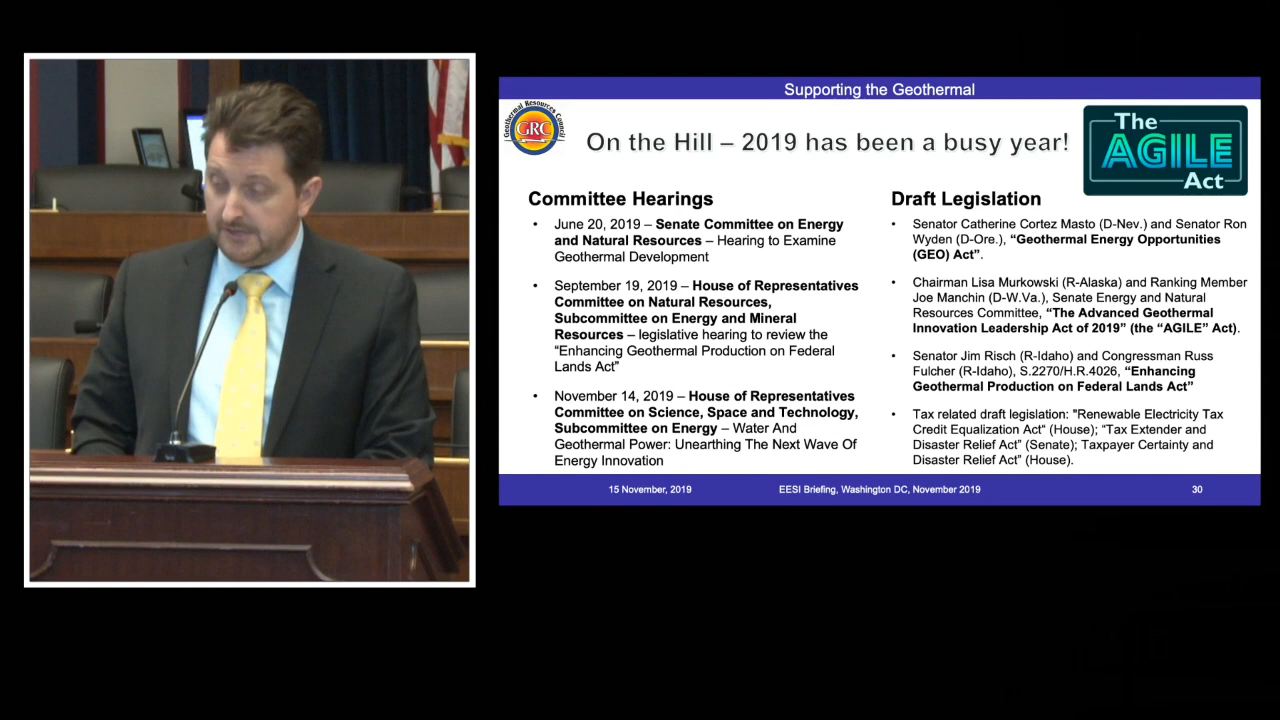 Supporting the Geothermal
Geothermal Resources Council
GRC
On the Hill – 2019 has been a busy year!
The
AGILE
Act
Committee Hearings
• June 20, 2019 – Senate Committee on Energy
and Natural Resources – Hearing to Examine
Geothermal Development
• September 19, 2019 – House of Representatives
Committee on Natural Resources,
Subcommittee on Energy and Mineral
Resources – legislative hearing to review the
“Enhancing Geothermal Production on Federal
Lands Act”
• November 14, 2019 – House of Representatives
Committee on Science, Space and Technology,
Subcommittee on Energy – Water And
Geothermal Power: Unearthing The Next Wave Of
Energy Innovation
Draft Legislation
• Senator Catherine Cortez Masto (D-Nev.) and Senator Ron
Wyden (D-Ore.), “Geothermal Energy Opportunities
(GEO) Act”.
• Chairman Lisa Murkowski (R-Alaska) and Ranking Member
Joe Manchin (D-W.Va.), Senate Energy and Natural
Resources Committee, “The Advanced Geothermal
Innovation Leadership Act of 2019” (the “AGILE” Act).
• Senator Jim Risch (R-Idaho) and Congressman Russ
Fulcher (R-Idaho), S.2270/H.R.4026, “Enhancing
Geothermal Production on Federal Lands Act”
• Tax related draft legislation: "Renewable Electricity Tax
Credit Equalization Act“ (House); “Tax Extender and
Disaster Relief Act” (Senate); Taxpayer Certainty and
Disaster Relief Act” (House).
15 November, 2019
EESI Briefing, Washington DC, November 2019
30